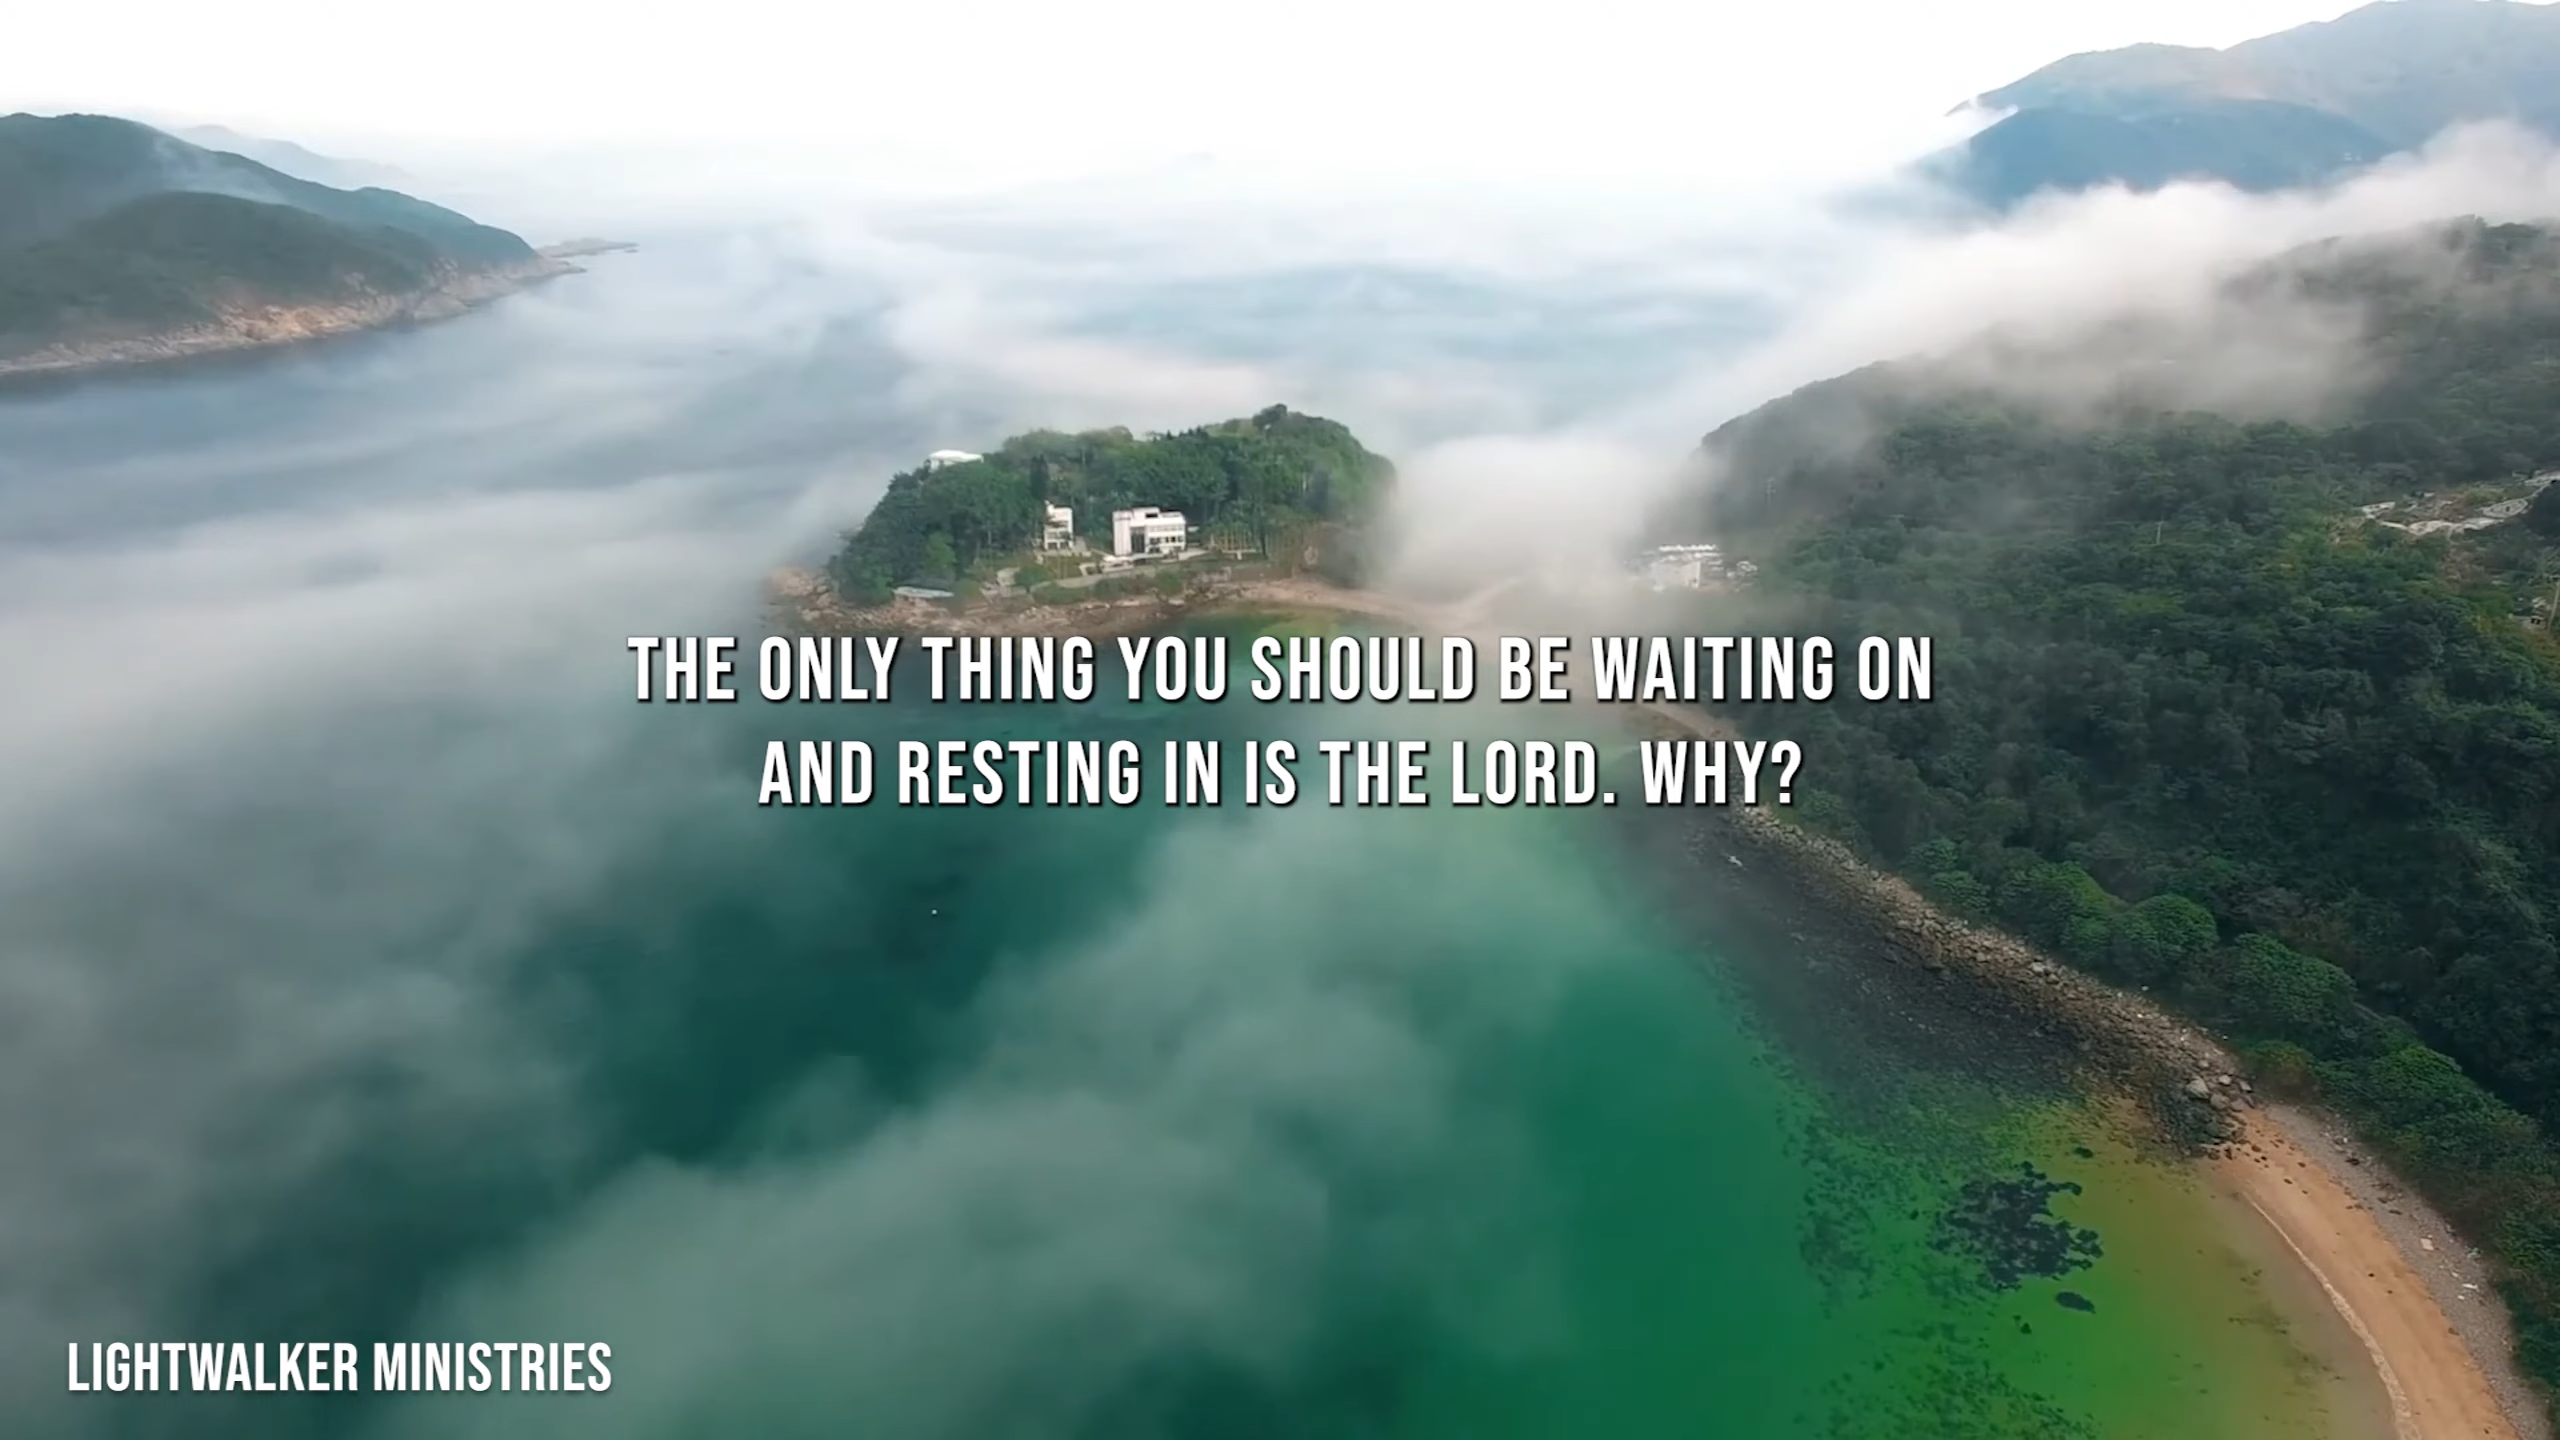 THE ONLY THING YOU SHOULD BE WAITING ON
AND RESTING IN IS THE LORD. WHY?
LIGHTWALKER MINISTRIES